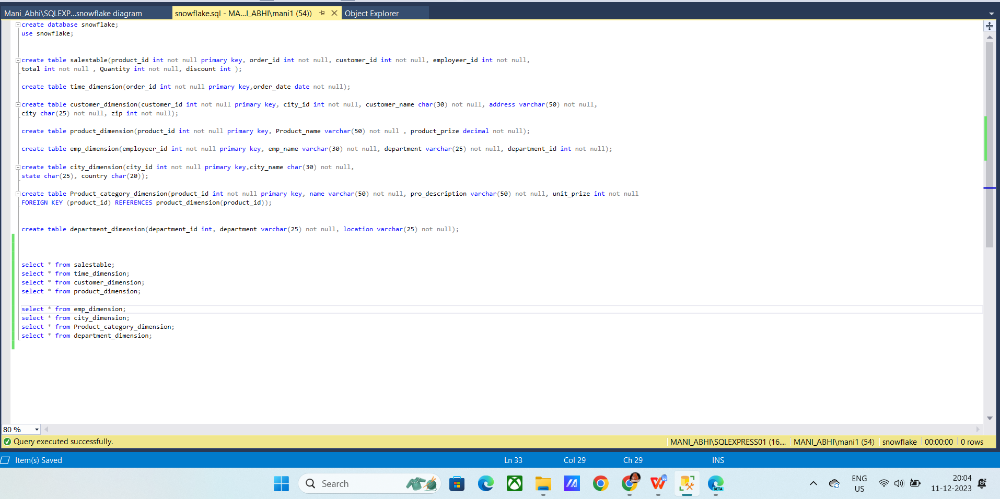 Mani_Abhi\SQLEXP...snowflake diagram
snowflake.sql - MA...I_ABHI\mani1 (54))
Object Explorer
create database snowflake;
use snowflake;
create table salestable(product_id int not null primary key, order_id int not null, customer_id int not null, employeer_id int not null,
total int not null , Quantity int not null, discount int );
create table time_dimension(order_id int not null primary key,order_date date not null);
create table customer_dimension(customer_id int not null primary key, city_id int not null, customer_name char(30) not null, address varchar(50) not null,
city char(25) not null, zip int not null);
create table product_dimension(product_id int not null primary key, Product_name varchar(50) not null , product_prize decimal not null);
create table emp_dimension(employeer_id int not null primary key, emp_name varchar(30) not null, department varchar(25) not null, department_id int not null);
create table city_dimension(city_id int not null primary key,city_name char(30) not null,
state char(25), country char(20));
create table Product_category_dimension(product_id int not null primary key, name varchar(50) not null, pro_description varchar(50) not null, unit_prize int not null
FOREIGN KEY (product_id) REFERENCES product_dimension(product_id));
create table department_dimension(department_id int, department varchar(25) not null, location varchar(25) not null);
select * from salestable;
select * from time_dimension;
select * from customer_dimension;
select * from product_dimension;
select * from emp_dimension;
select * from city_dimension;
select * from Product_category_dimension;
select * from department_dimension;
80 %
Query executed successfully.
MANI_ABHI\SQLEXPRESS01 (16....
MANI_ABHI\mani1 (54)
snowflake
00:00:00
0 rows
Item(s) Saved
Ln 33
Col 29
Ch 29
INS
Search
BETA
ENG
US
20:04
11-12-2023